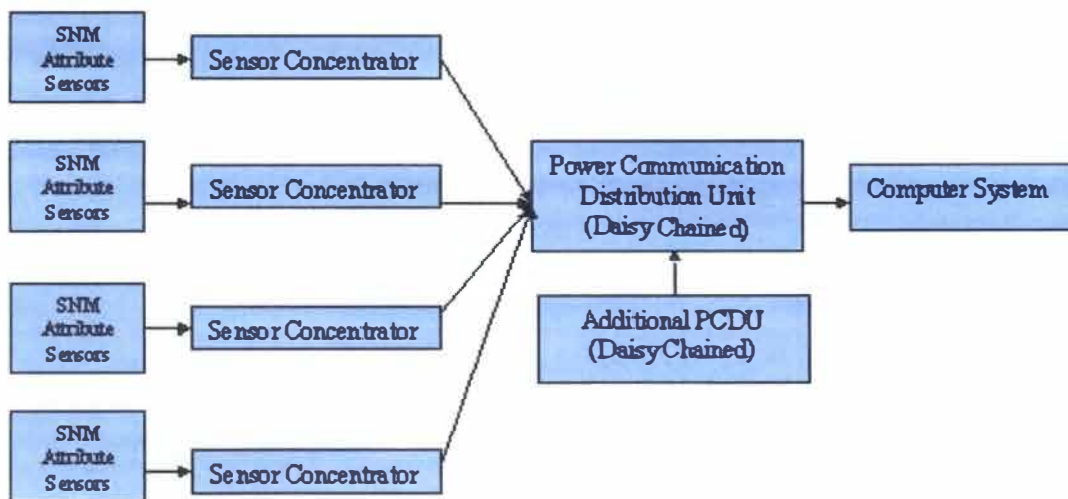 SNM
Attribute
Sensors
Sensor Concentrator
SNM
Attribute
Sensors
Sensor Concentrator
Power Communication
Distribution Unit
(Daisy Chained)
Computer System
SNM
Attribute
Sensors
Sensor Concentrator
Additional PCDU
(Daisy Chained)
SNM
Attribute
Sensors
Sensor Concentrator